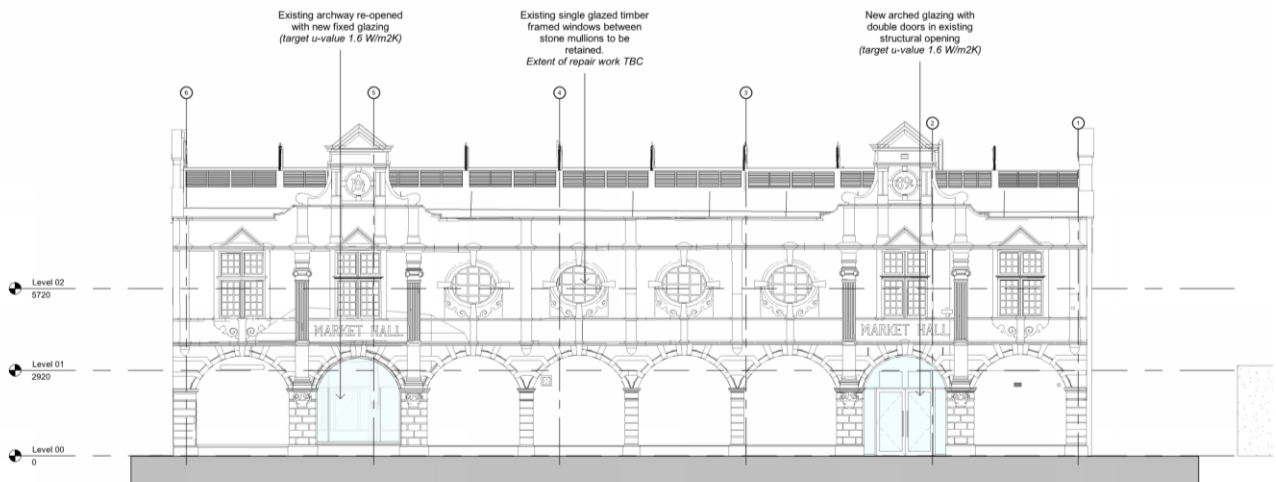 Existing archway re-opened
with new fixed glazing
(target u-value 1.6 W/m2K)
Existing single glazed timber
framed windows between
stone mullions to be
retained.
Extent of repair work TBC
New arched glazing with
double doors in existing
structural opening
(target u-value 1.6 W/m2K)
6
5
4
3
2
1
Level 02
5720
MARKET HALL
MARKET HALL
Level 01
2920
Level 00
0